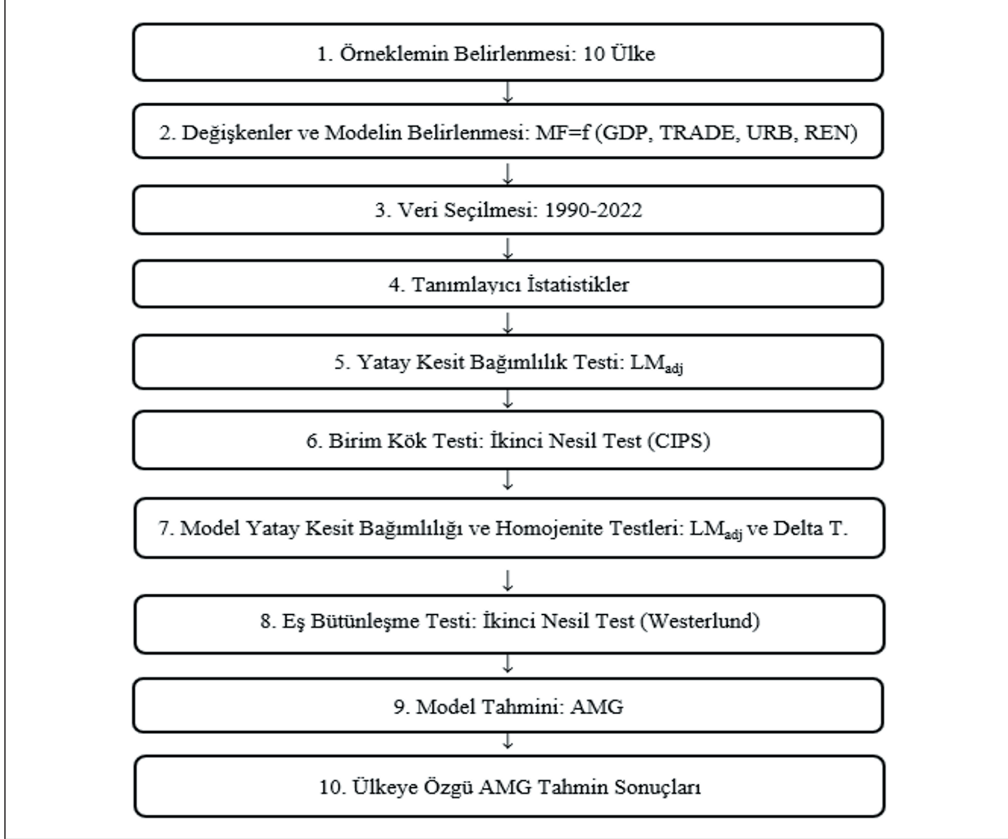 1. Örneklemin Belirlenmesi: 10 Ülke
↓
2. Değişkenler ve Modelin Belirlenmesi: MF=f (GDP, TRADE, URB, REN)
↓
3. Veri Seçilmesi: 1990-2022
↓
4. Tanımlayıcı İstatistikler
↓
5. Yatay Kesit Bağımlılık Testi: LMadj
↓
6. Birim Kök Testi: İkinci Nesil Test (CIPS)
↓
7. Model Yatay Kesit Bağımlılığı ve Homojenite Testleri: LMadj ve Delta T.
↓
8. Eş Bütünleşme Testi: İkinci Nesil Test (Westerlund)
↓
9. Model Tahmini: AMG
↓
10. Ülkeye Özgü AMG Tahmin Sonuçları